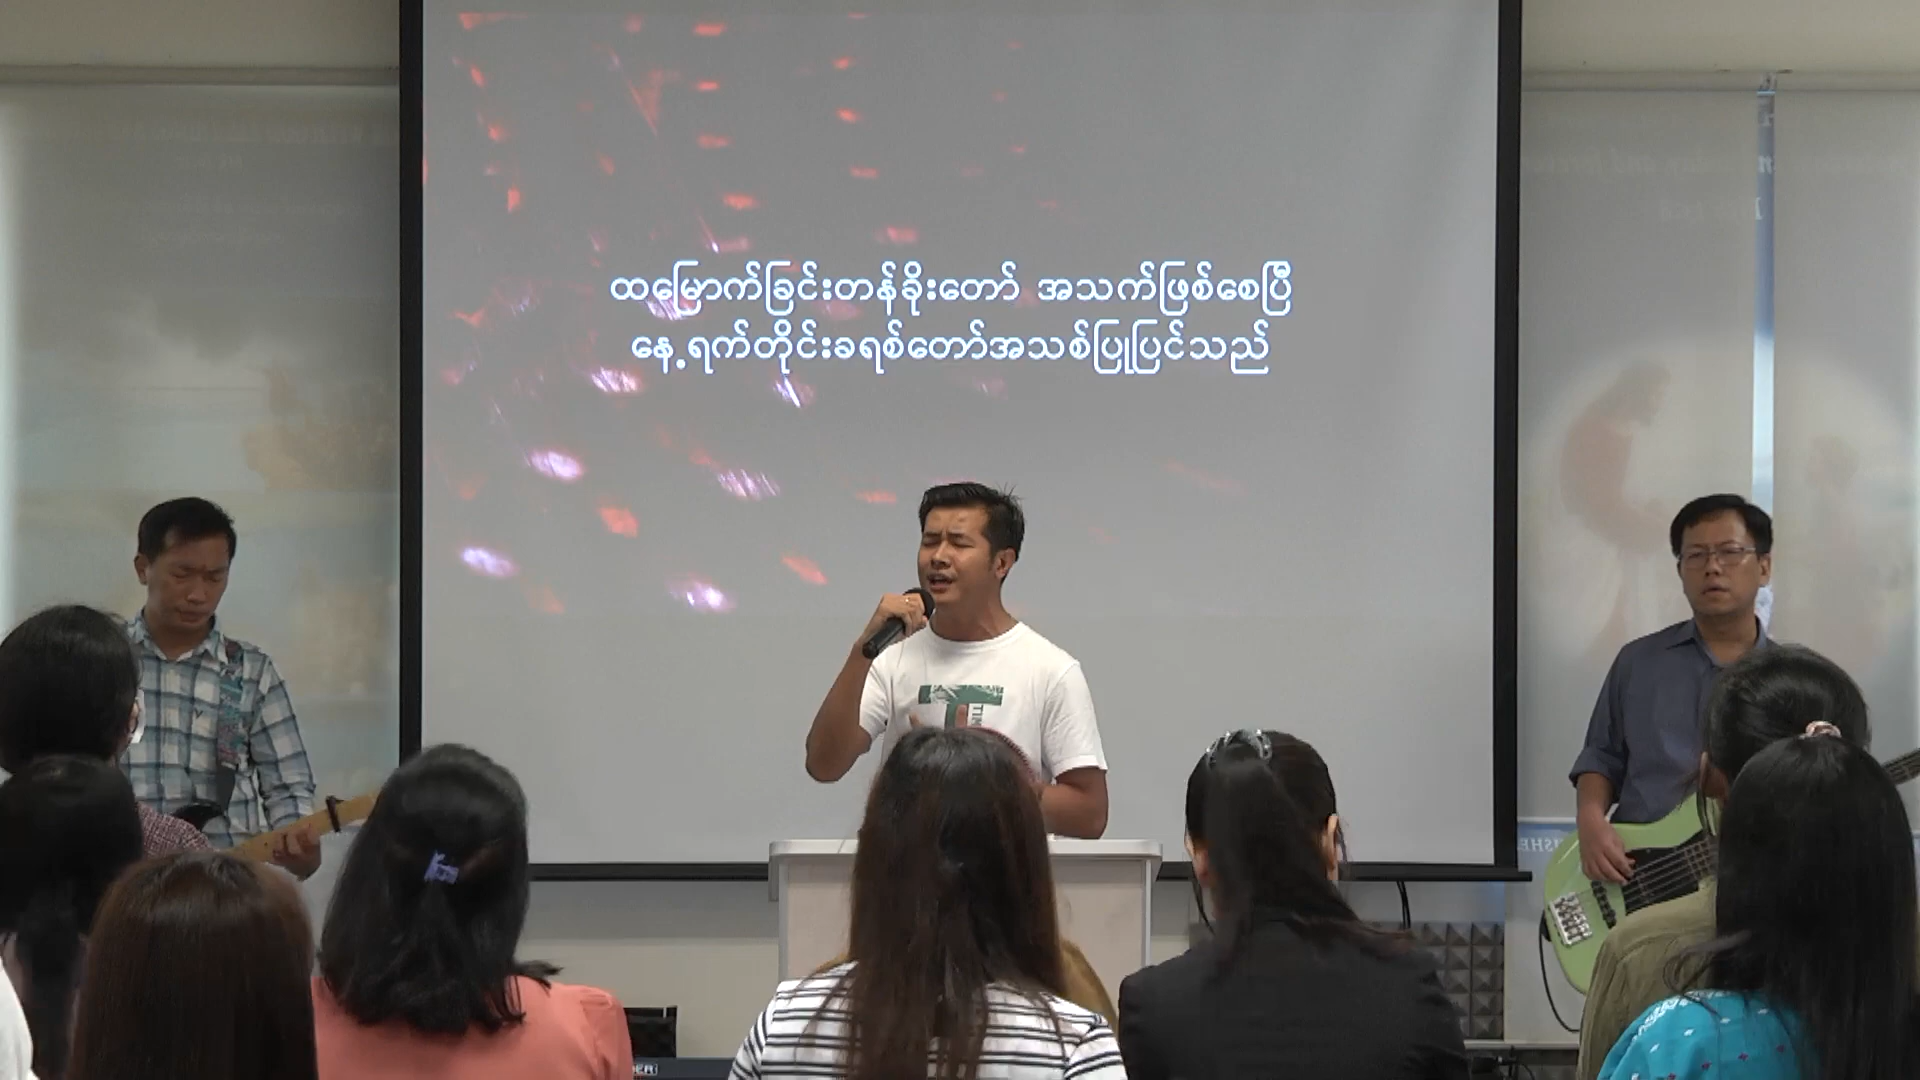 ထမြောက်ခြင်းတန်ခိုးတော် အသက်ဖြစ်စေပြီ
နေ့ရက်တိုင်းခရစ်တော်အသစ်ပြုပြင်သည်
T
TIM